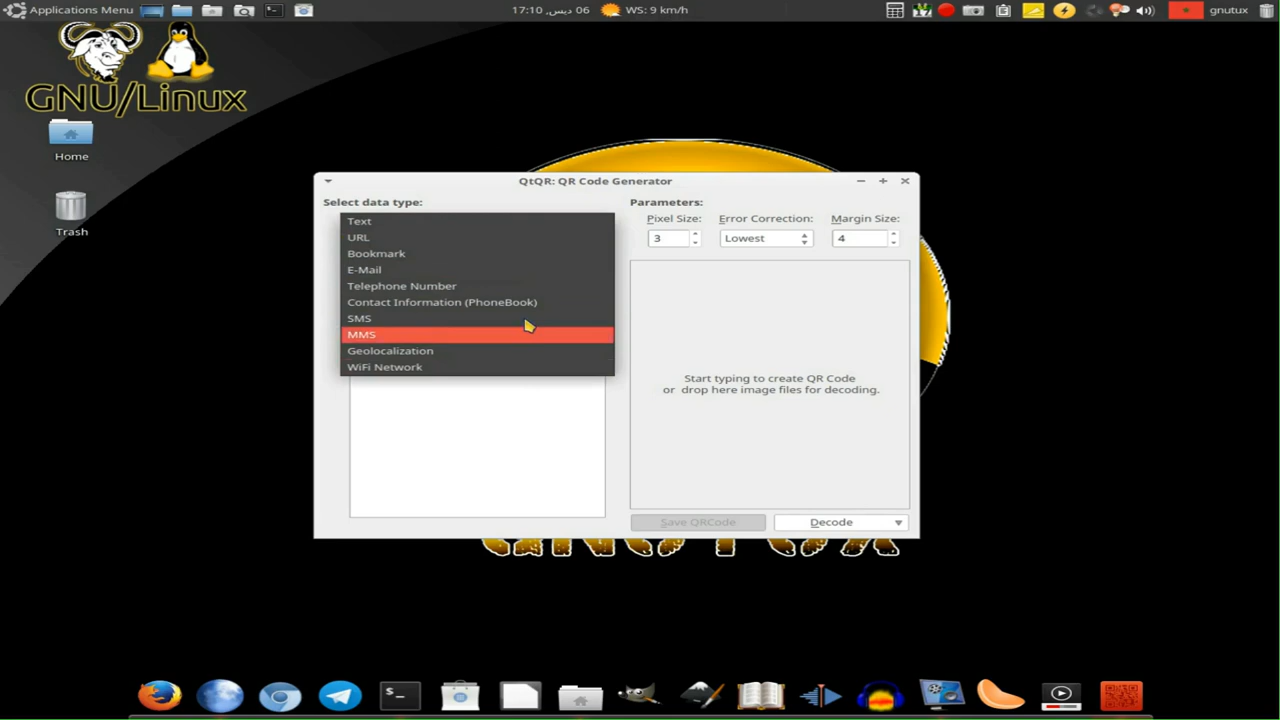 Applications Menu
06 ديس, 17:10
WS: 9 km/h
gnutux
GNU/Linux
Home
Trash
QtQR: QR Code Generator
Select data type:
Text
URL
Bookmark
E-Mail
Telephone Number
Contact Information (PhoneBook)
SMS
MMS
Geolocalization
WiFi Network
Parameters:
Pixel Size: Error Correction: Margin Size:
3 Lowest 4
Start typing to create QR Code
or drop here image files for decoding.
Save QRCode Decode